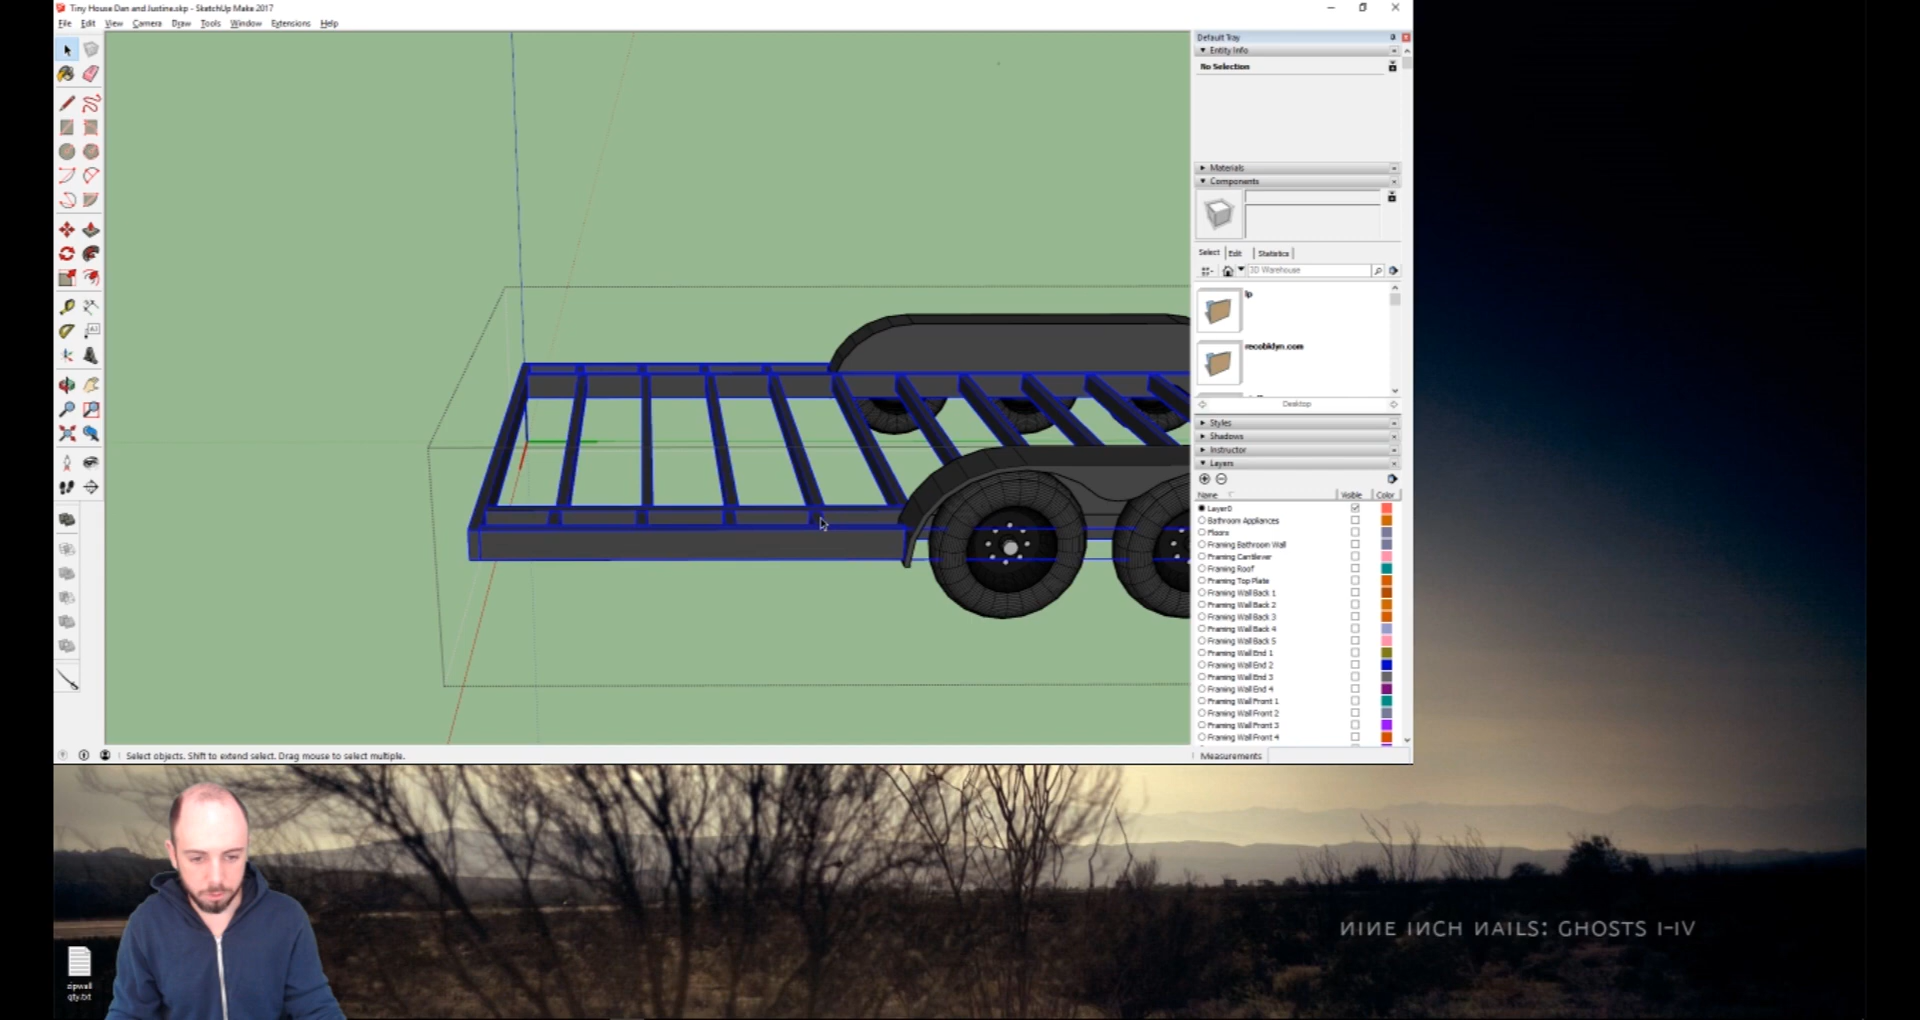 Tiny House Dan and Justine.skp - SketchUp Make 2017
File Edit View Camera Draw Tools Window Extensions Help
Default Tray
Entity Info
No Selection
Materials
Components
Select Edit Statistics
3D Warehouse
lp
recobklyn.com
Desktop
Styles
Shadows
Instructor
Layers
Name Visible Color
Layer0
Bathroom Appliances
Floors
Framing Bathroom Wall
Framing Cantilever
Framing Roof
Framing Top Plate
Framing Wall Back 1
Framing Wall Back 2
Framing Wall Back 3
Framing Wall Back 4
Framing Wall Back 5
Framing Wall End 1
Framing Wall End 2
Framing Wall End 3
Framing Wall End 4
Framing Wall Front 1
Framing Wall Front 2
Framing Wall Front 3
Framing Wall Front 4
Select objects. Shift to extend select. Drag mouse to select multiple.
Measurements
NINE INCH NAILS: GHOSTS I-IV
zipwall
qty.txt